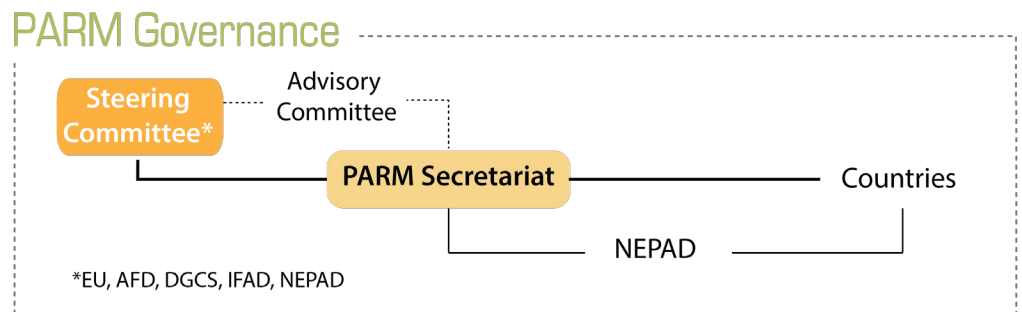 PARM Governance
Steering
Committee*
Advisory
Committee
PARM Secretariat
Countries
NEPAD
*EU, AFD, DGCS, IFAD, NEPAD